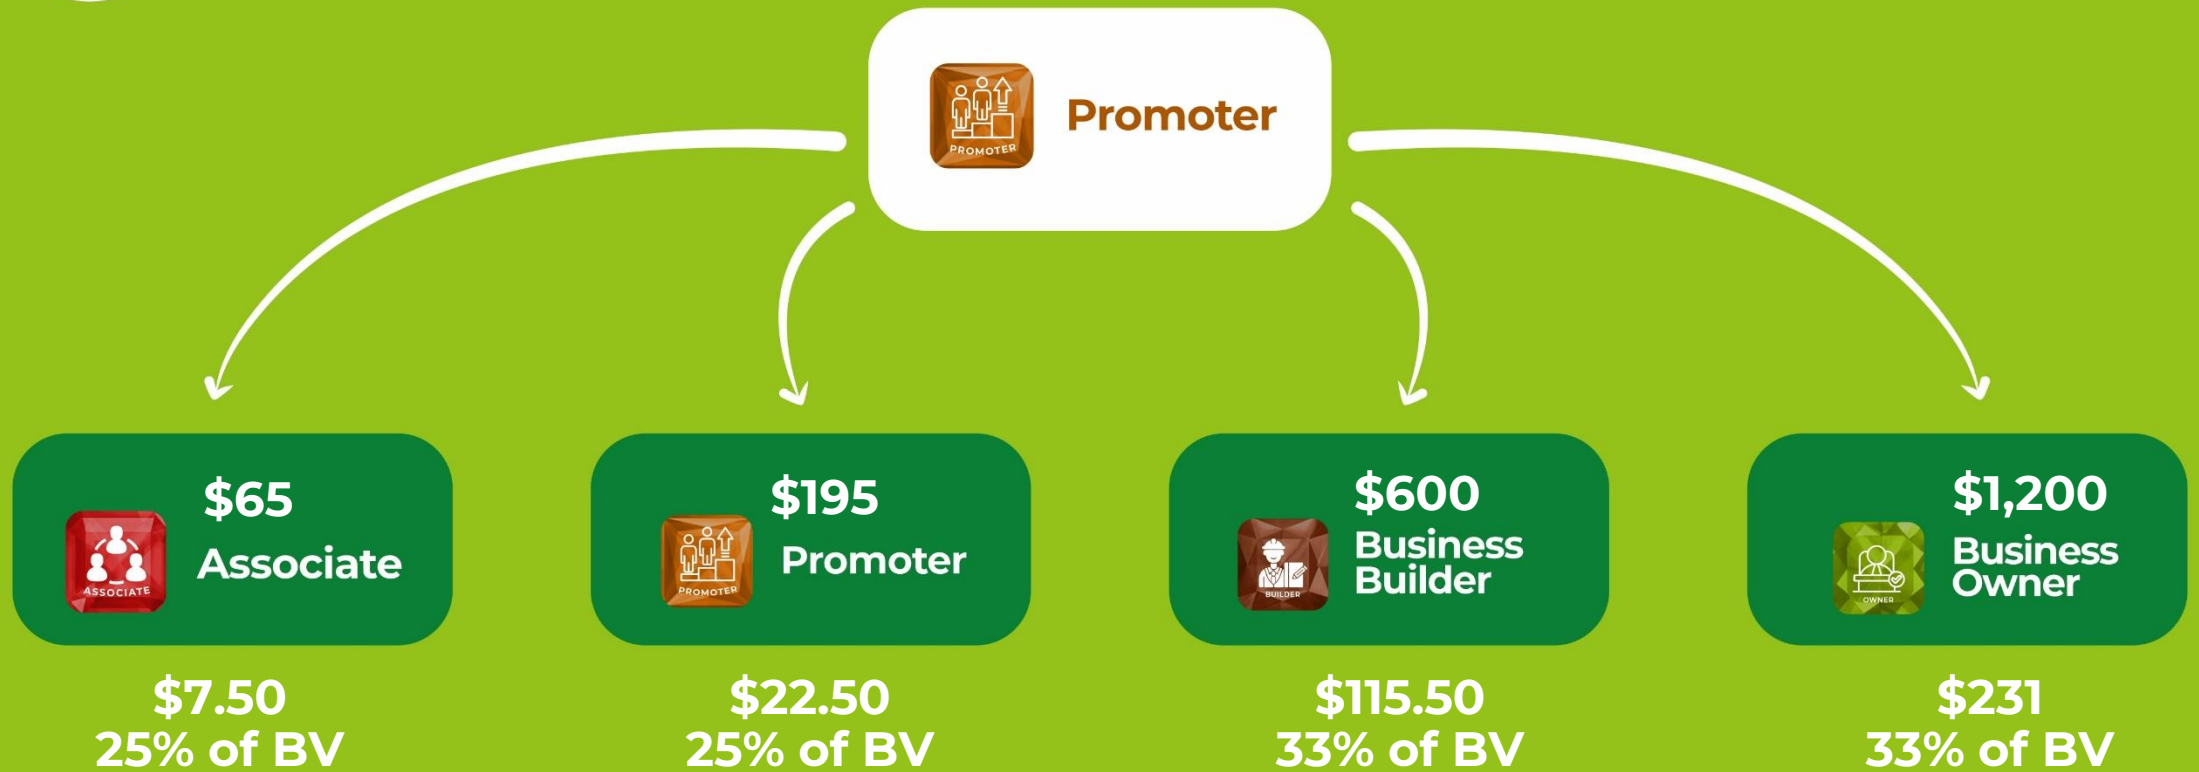 PROMOTER
Promoter
$65
ASSOCIATE
Associate
$7.50
25% of BV
$195
PROMOTER
Promoter
$22.50
25% of BV
$600
BUILDER
Business
Builder
$115.50
33% of BV
$1,200
OWNER
Business
Owner
$231
33% of BV